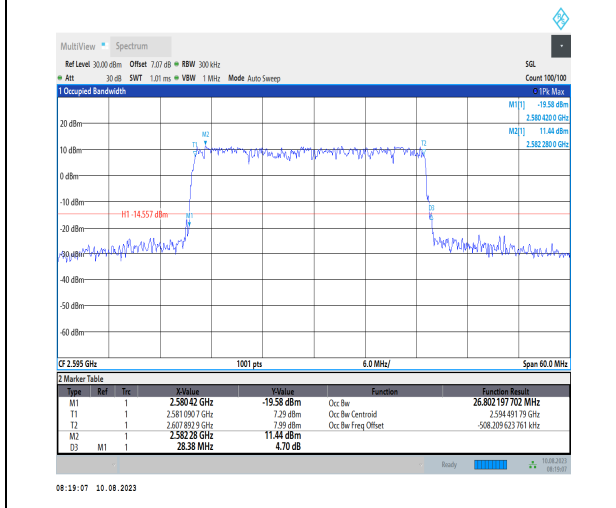 MultiView Spectrum
Ref Level 30.00 dBm Offset 7.07 dB RBW 300 kHz SGL
Att 30 dB SWT 1.01 ms VBW 1 MHz Mode Auto Sweep Count 100/100
1 Occupied Bandwidth 1Pk Max
M1[1] -19.58 dBm
2.580 420 0 GHz
M2[1] 11.44 dBm
2.582 280 0 GHz
20 dBm
M2
T1
T2
10 dBm
0 dBm
-10 dBm
H1 -14.557 dBm
M1
D3
-20 dBm
-30 dBm
-40 dBm
-50 dBm
-60 dBm
CF 2.595 GHz 1001 pts 6.0 MHz/ Span 60.0 MHz
2 Marker Table
Type Ref Trc X-Value Y-Value Function Function Result
M1 1 2.58042 GHz -19.58 dBm Occ Bw 26.802 197 702 MHz
T1 1 2.581 090 7 GHz 7.29 dBm Occ Bw Centroid 2.594 491 79 GHz
T2 1 2.607 892 9 GHz 7.99 dBm Occ Bw Freq Offset -508.209 623 761 kHz
M2 1 2.58228 GHz 11.44 dBm
D3 M1 1 28.38 MHz 4.70 dB
Ready 10.08.2023
08:19:07
08:19:07 10.08.2023